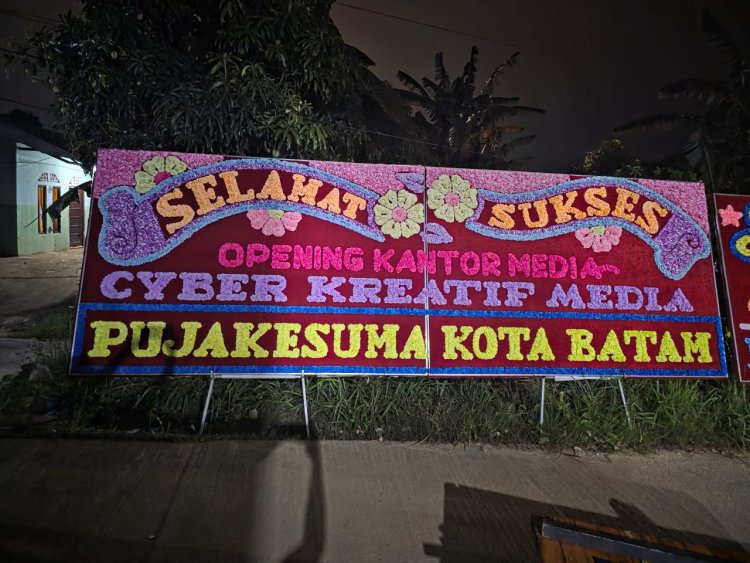 SELAMAT SUKSES
OPENING KANTOR MEDIA
CYBER KREATIF MEDIA
PUJAKESUMA KOTA BATAM